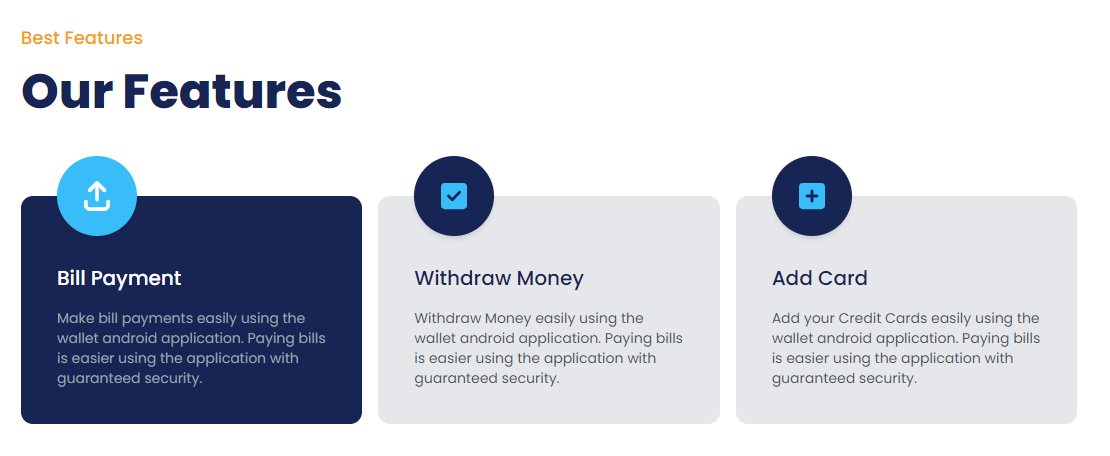 Best Features
Our Features
Bill Payment
Make bill payments easily using the
wallet android application. Paying bills
is easier using the application with
guaranteed security.
Withdraw Money
Withdraw Money easily using the
wallet android application. Paying bills
is easier using the application with
guaranteed security.
Add Card
Add your Credit Cards easily using the
wallet android application. Paying bills
is easier using the application with
guaranteed security.